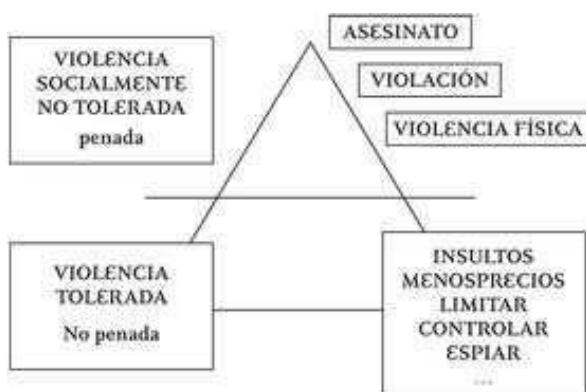 VIOLENCIA
SOCIALMENTE
NO TOLERADA
penada
ASESINATO
VIOLACIÓN
VIOLENCIA FÍSICA
VIOLENCIA
TOLERADA
No penada
INSULTOS
MENOSPRECIOS
LIMITAR
CONTROLAR
ESPIAR
...